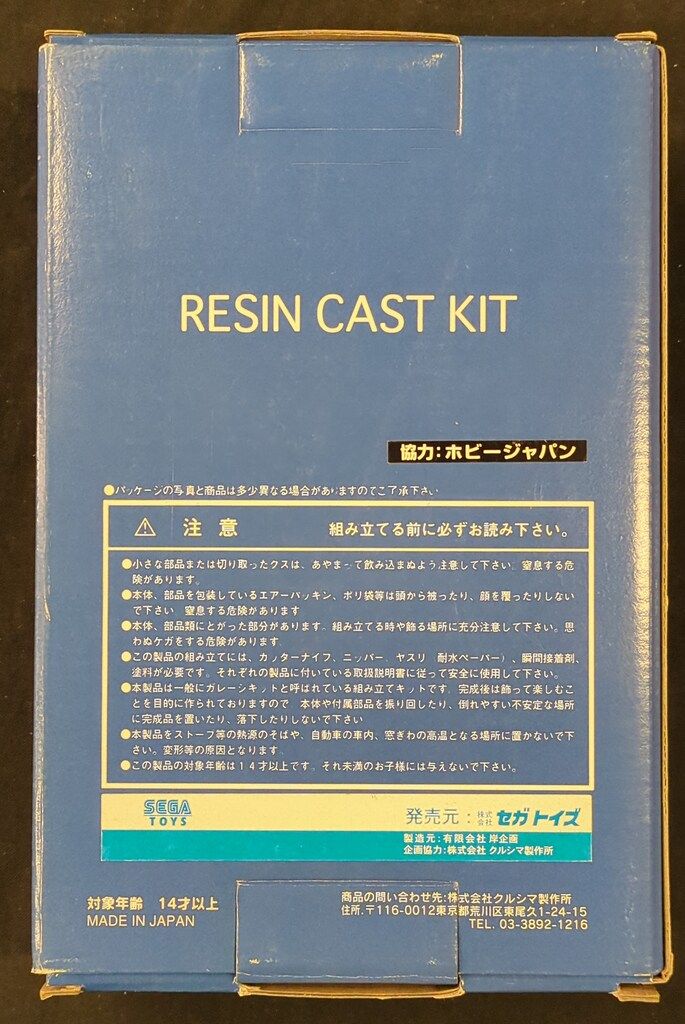 RESIN CAST KIT
協力:ホビージャパン
●パッケージの写真と商品は多少異なる場合がありますのでご了承下さい
⚠ 注意 組み立てる前に必ずお読み下さい。
●小さな部品または切り取ったクズは、あやまって飲み込まぬよう注意して下さい 窒息する危
険があります。
●本体、部品を包装しているエアーパッキン、ポリ袋等は頭から被ったり、顔を覆ったりしない
で下さい 窒息する危険があります
●本体、部品類にとがった部分があります。組み立てる時や飾る場所に充分注意して下さい。思
わぬケガをする危険があります
●この製品の組み立てには、カッターナイフ、ニッパー、ヤスリ 耐水ペーパー)、瞬間接着剤、
塗料が必要です。それぞれの製品に付いている取扱説明書に従って安全に使用して下さい。
●本製品は一般にガレージキットと呼ばれている組み立てキットです。完成後は飾って楽しむこ
とを目的に作られておりますので 本体や付属部品を振り回したり、倒れやすい不安定な場所
に完成品を置いたり、落下したりしないで下さい
●本製品をストーブ等の熱源のそばや、自動車の車内、窓ぎわの高温となる場所に置かないで下
さい。変形等の原因となります
●この製品の対象年齢は14才以上です。それ未満のお子様には与えないで下さい。
SEGA
TOYS
発売元:株式会社 セガトイズ
製造元:有限会社 岸企画
企画協力:株式会社 クルシマ製作所
対象年齢 14才以上
MADE IN JAPAN
商品の問い合わせ先:株式会社クルシマ製作所
住所.〒116-0012東京都荒川区東尾久1-24-15
TEL. 03-3892-1216